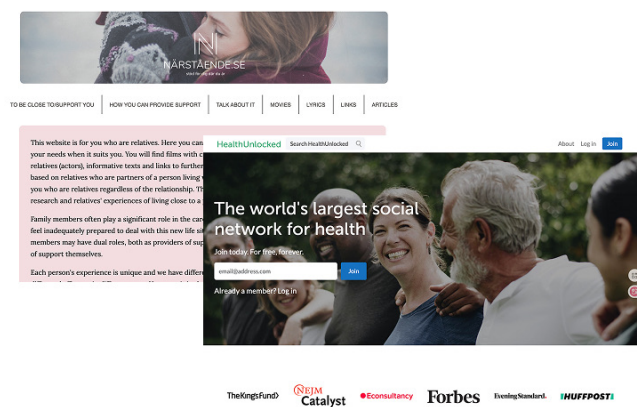 N
NÄRSTÅENDE.SE
TO BE CLOSE TO/SUPPORT YOU
HOW YOU CAN PROVIDE SUPPORT
TALK ABOUT IT
MOVIES
LYRICS
LINKS
ARTICLES
This website is for you who are relatives. Here you can
your needs when it suits you. You will find films with
relatives (actors), informative texts and links to further
based on relatives who are partners of a person living
you who are relatives regardless of the relationship.
research and relatives' experiences of living close to a
Family members often play a significant role in the
feel inadequately prepared to deal with this new life
members may have dual roles, both as providers of
of support themselves.
Each person's experience is unique and we have
HealthUnlocked
Search HealthUnlocked
About
Log in
Join
The world's largest social
network for health
Join today. For free, forever.
email@address.com
Join
Already a member? Log in
TheKing'sFund
NEJM
Catalyst
Econsultancy
Forbes
Evening Standard.
HUFFPOST